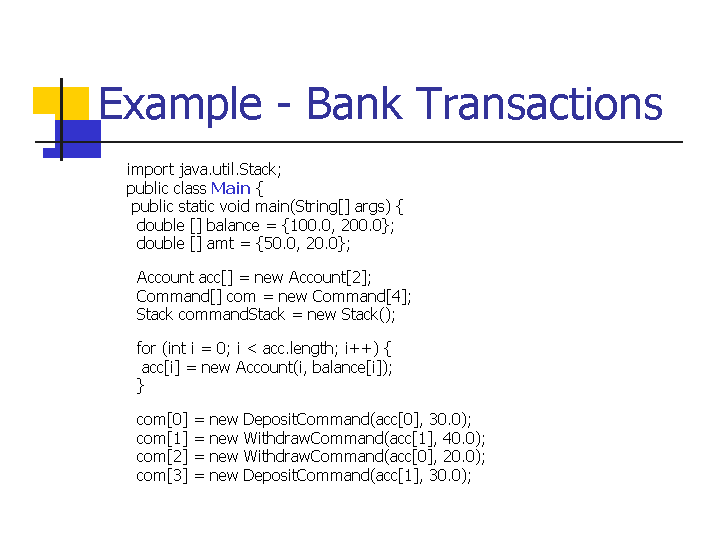 Example - Bank Transactions
import java.util.Stack;
public class Main {
public static void main(String[] args) {
double [] balance = {100.0, 200.0};
double [] amt = {50.0, 20.0};
Account acc[] = new Account[2];
Command[] com = new Command[4];
Stack commandStack = new Stack();
for (int i = 0; i < acc.length; i++) {
acc[i] = new Account(i, balance[i]);
}
com[0] = new DepositCommand(acc[0], 30.0);
com[1] = new WithdrawCommand(acc[1], 40.0);
com[2] = new WithdrawCommand(acc[0], 20.0);
com[3] = new DepositCommand(acc[1], 30.0);